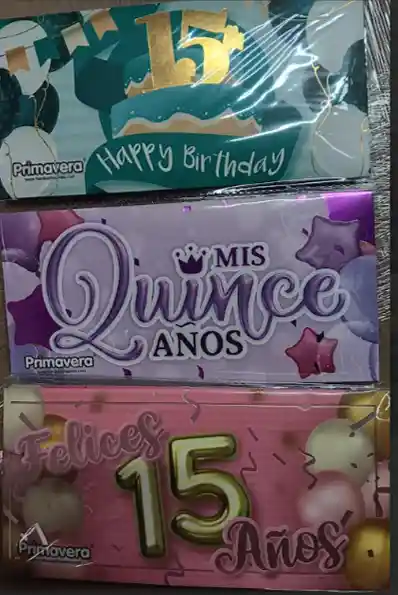 15
Primavera
Happy Birthday
MIS
Quince
AÑOS
Primavera
Felices
15
Años
Primavera